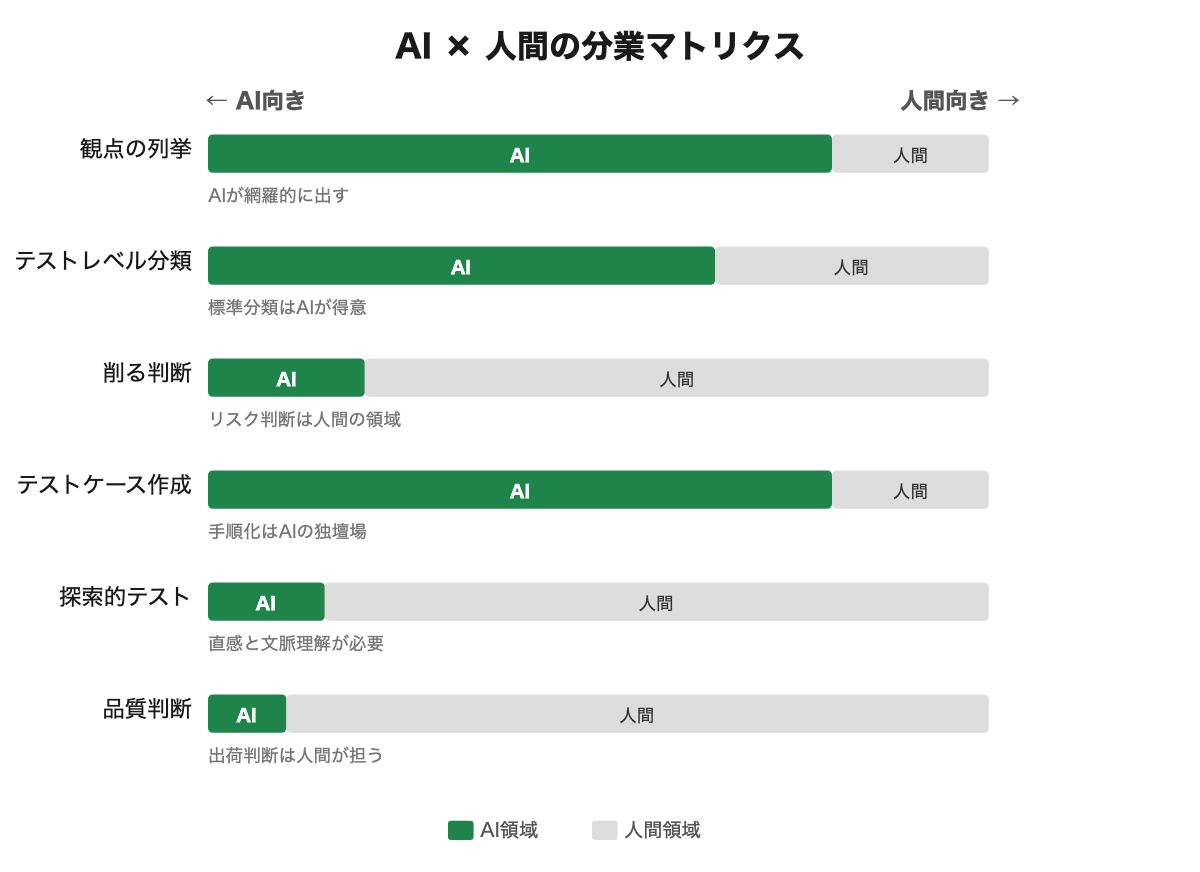 AI × 人間の分業マトリクス
← AI向き 人間向き →
観点の列挙 AI 人間
AIが網羅的に出す
テストレベル分類 AI 人間
標準分類はAIが得意
削る判断 AI 人間
リスク判断は人間の領域
テストケース作成 AI 人間
手順化はAIの独壇場
探索的テスト AI 人間
直感と文脈理解が必要
品質判断 AI 人間
出荷判断は人間が担う
AI領域 人間領域